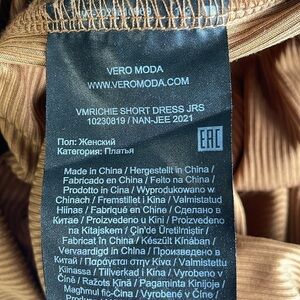 VERO MODA
WWW.VEROMODA.COM
VMRICHIE SHORT DRESS JRS
10230819 / NAN-JEE 2021
Пол: Женский
Категория: Платья
EAC
Made in China / Hergestellt in China /
Fabricado en China / Feito na China /
Prodotto in Cina / Wyprodukowano w
Chinach / Fremstillet i Kina / Valmistatud
Hiinas / Fabriqué en Chine / Сделано в
Китае / Proizvedeno u Kini / Proizvedeno
na Kitajskem / Çin'de Üretilmiştir /
Fabricat în China / Készült Kínában /
Vervaardigd in China / Произведено в
Китай / Παράγεται στην Κίνα / Valmistettu
Kiinassa / Tillverkad i Kina / Vyrobeno v
Číně / Ražots Ķīnā / Pagaminta Kinijoje /
Maghmul fiċ-Ċina / Vyrobené v Číne /